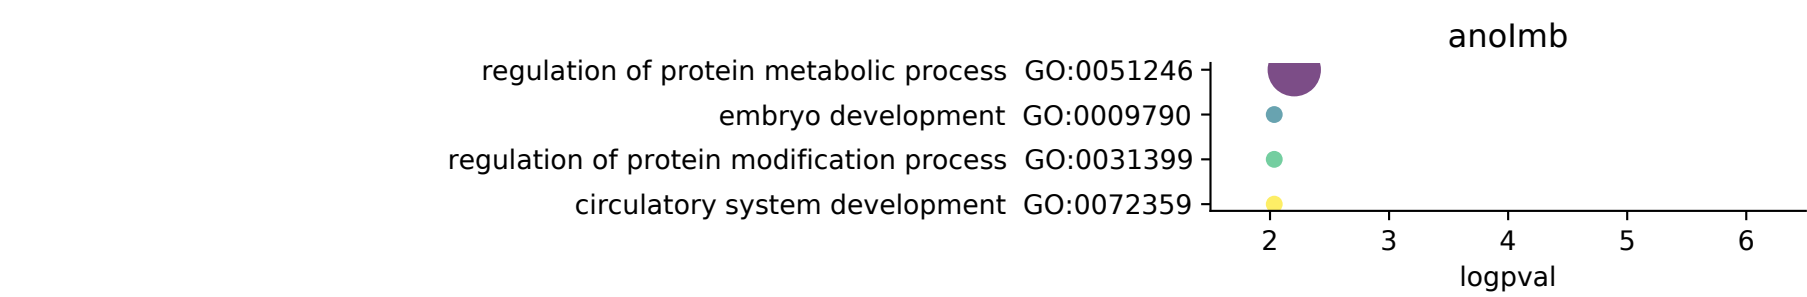 anolmb
regulation of protein metabolic process GO:0051246
embryo development GO:0009790
regulation of protein modification process GO:0031399
circulatory system development GO:0072359
2 3 4 5 6
logpval